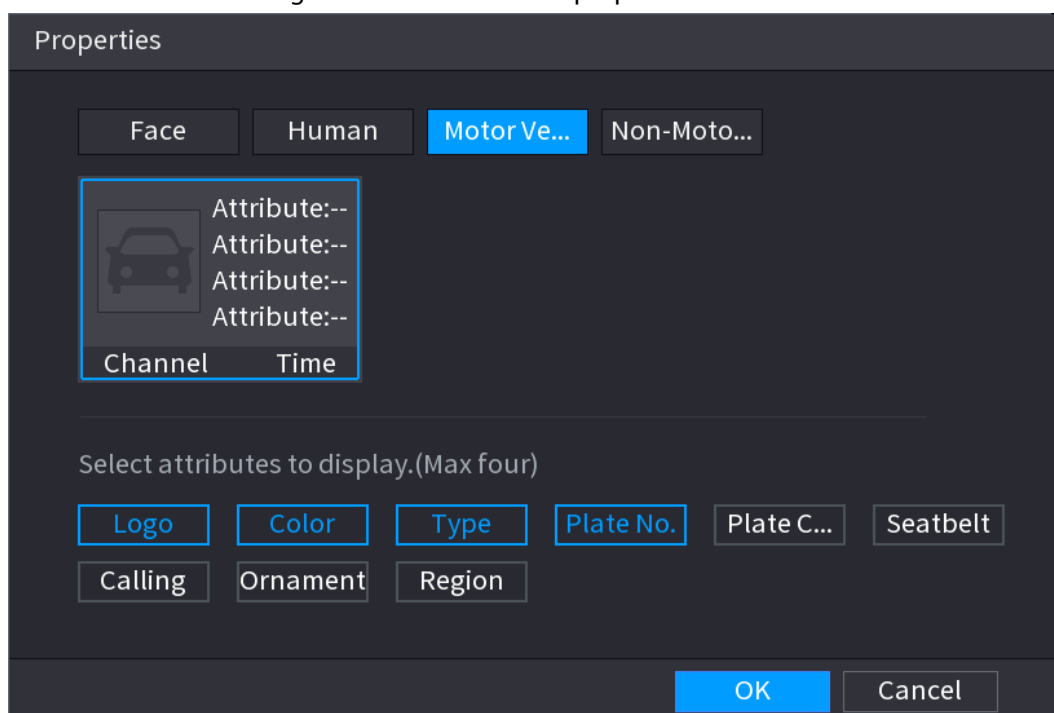 Properties
Face Human Motor Ve... Non-Moto...
Attribute:--
Attribute:--
Attribute:--
Attribute:--
Channel Time
Select attributes to display.(Max four)
Logo Color Type Plate No. Plate C... Seatbelt
Calling Ornament Region
OK Cancel